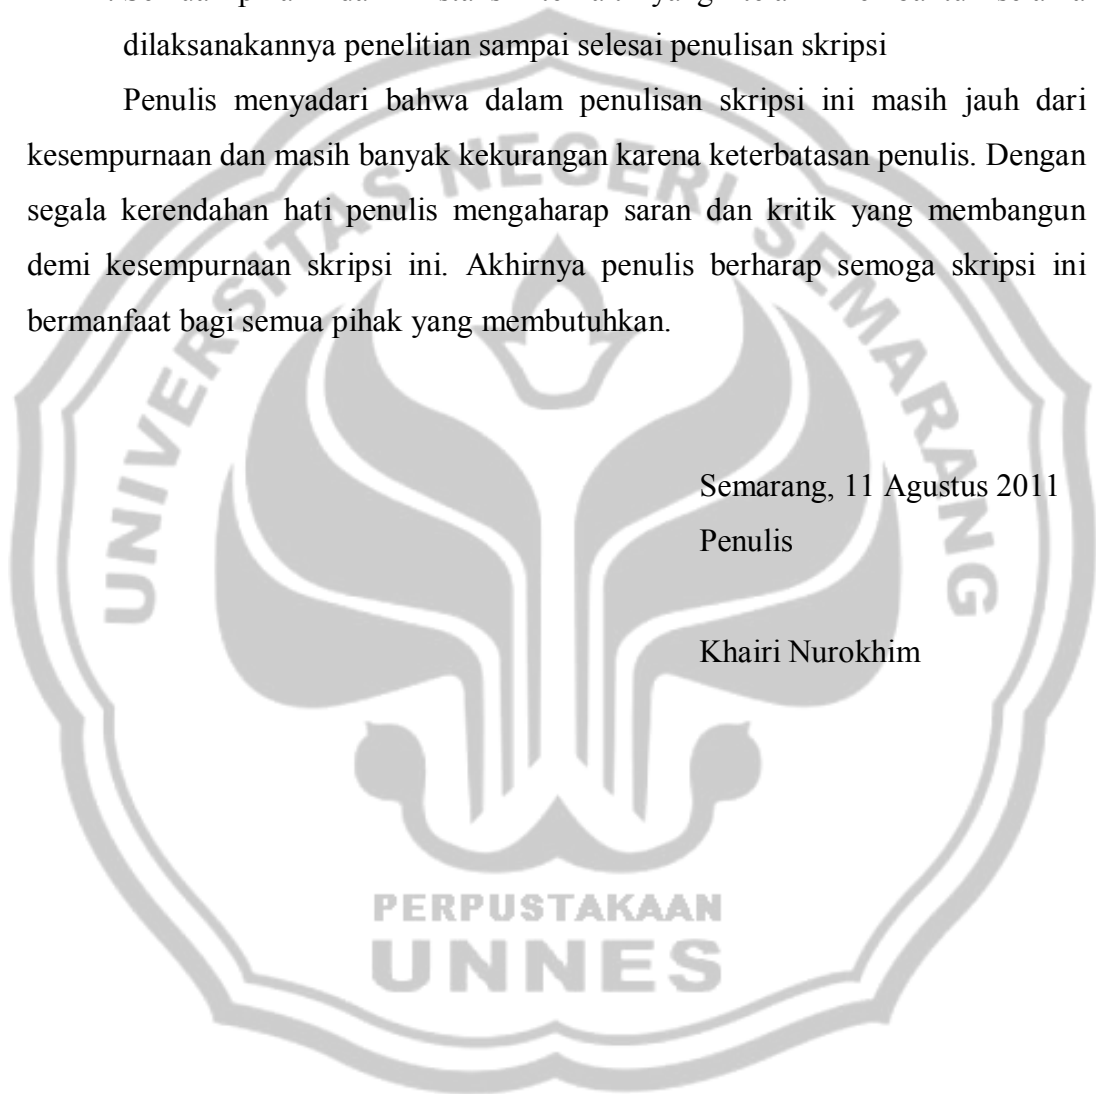 dilaksanakannya penelitian sampai selesai penulisan skripsi
Penulis menyadari bahwa dalam penulisan skripsi ini masih jauh dari
kesempurnaan dan masih banyak kekurangan karena keterbatasan penulis. Dengan
segala kerendahan hati penulis mengaharap saran dan kritik yang membangun
demi kesempurnaan skripsi ini. Akhirnya penulis berharap semoga skripsi ini
bermanfaat bagi semua pihak yang membutuhkan.
Semarang, 11 Agustus 2011
Penulis
Khairi Nurokhim
UNIVERSITAS NEGERI SEMARANG
PERPUSTAKAAN
UNNES